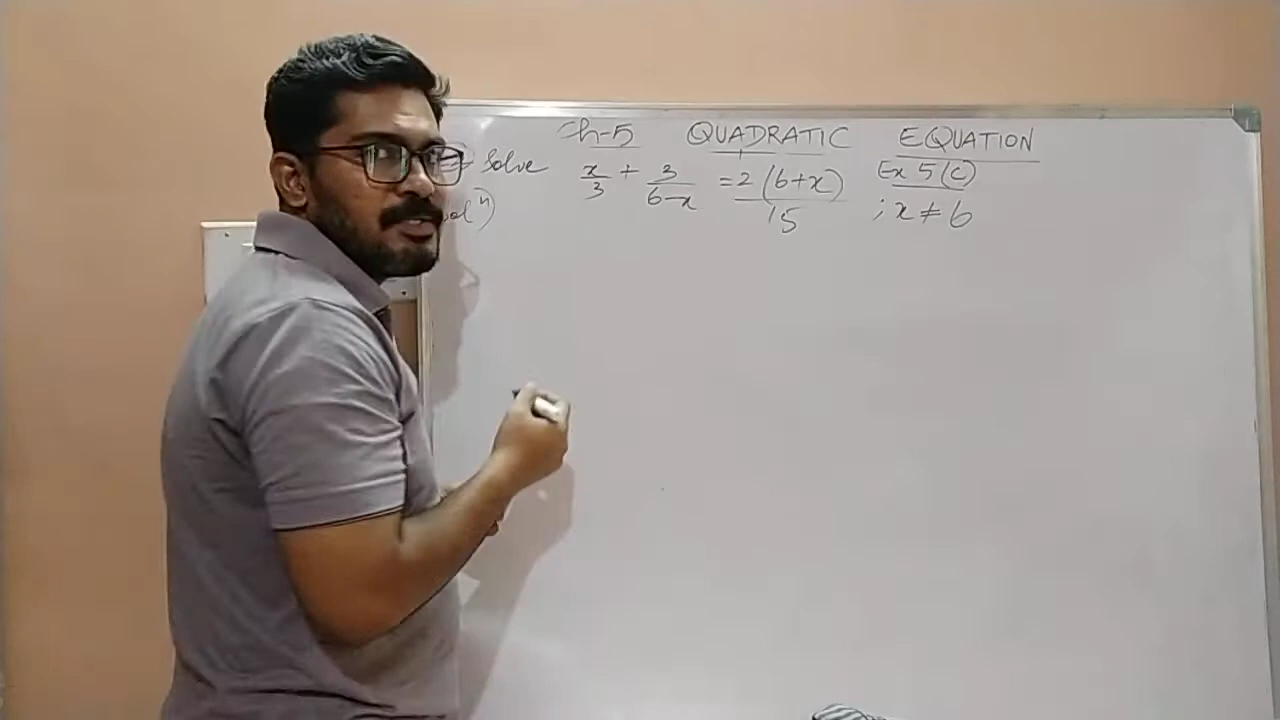 Ch-5 QUADRATIC EQUATION
Solve x/3 + 3/(6-x) = 2(6+x)/15 Ex 5(c)
; x ≠ 6